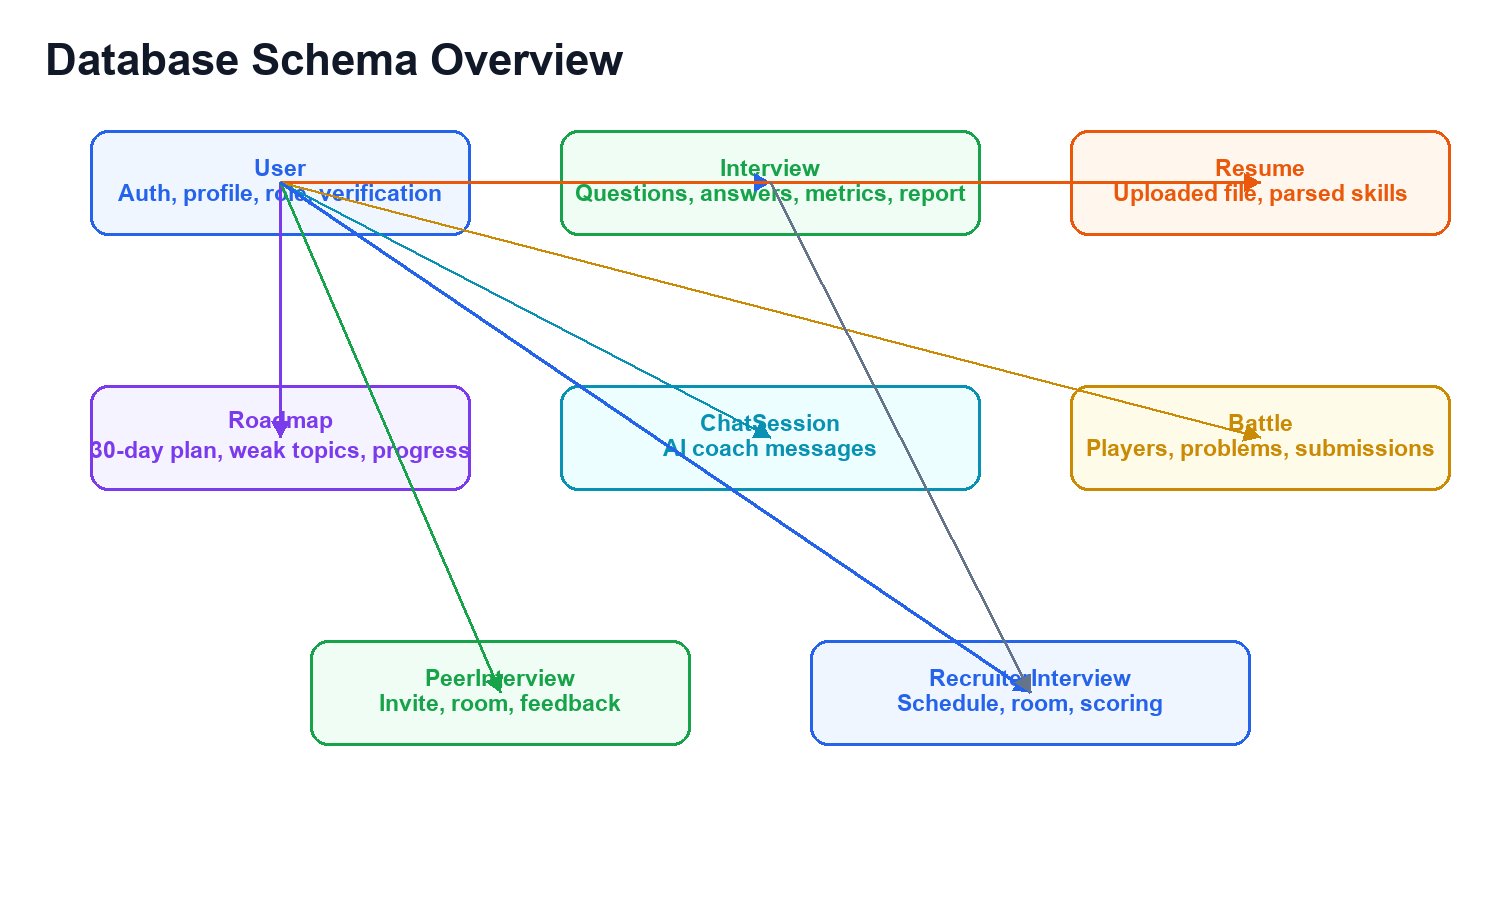 Database Schema Overview
User
Auth, profile, role, verification
Interview
Questions, answers, metrics, report
Resume
Uploaded file, parsed skills
Roadmap
30-day plan, weak topics, progress
ChatSession
AI coach messages
Battle
Players, problems, submissions
PeerInterview
Invite, room, feedback
RecruiterInterview
Schedule, room, scoring